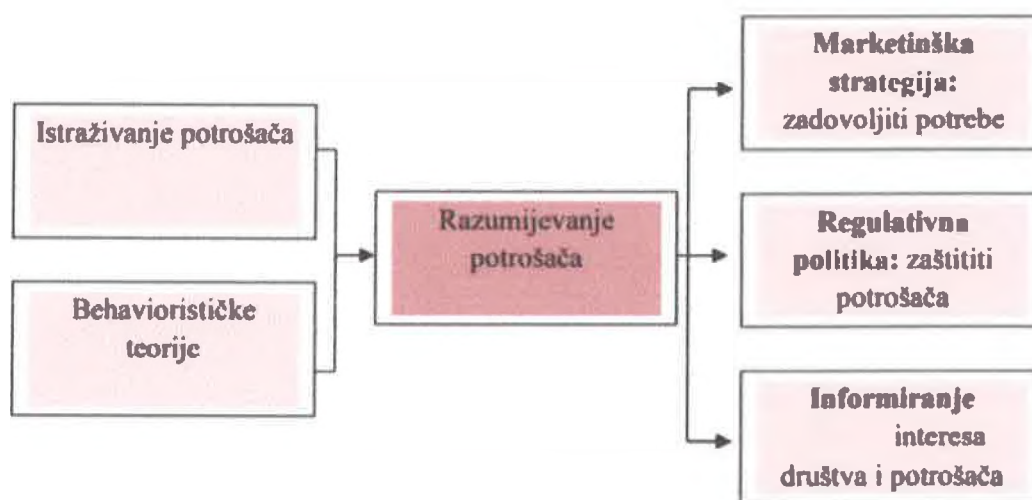 Istraživanje potrošača
Behaviorističke
teorije
Razumijevanje
potrošača
Marketinška
strategija:
zadovoljiti potrebe
Regulativna
politika: zaštititi
potrošača
Informiranje
interesa
društva i potrošača